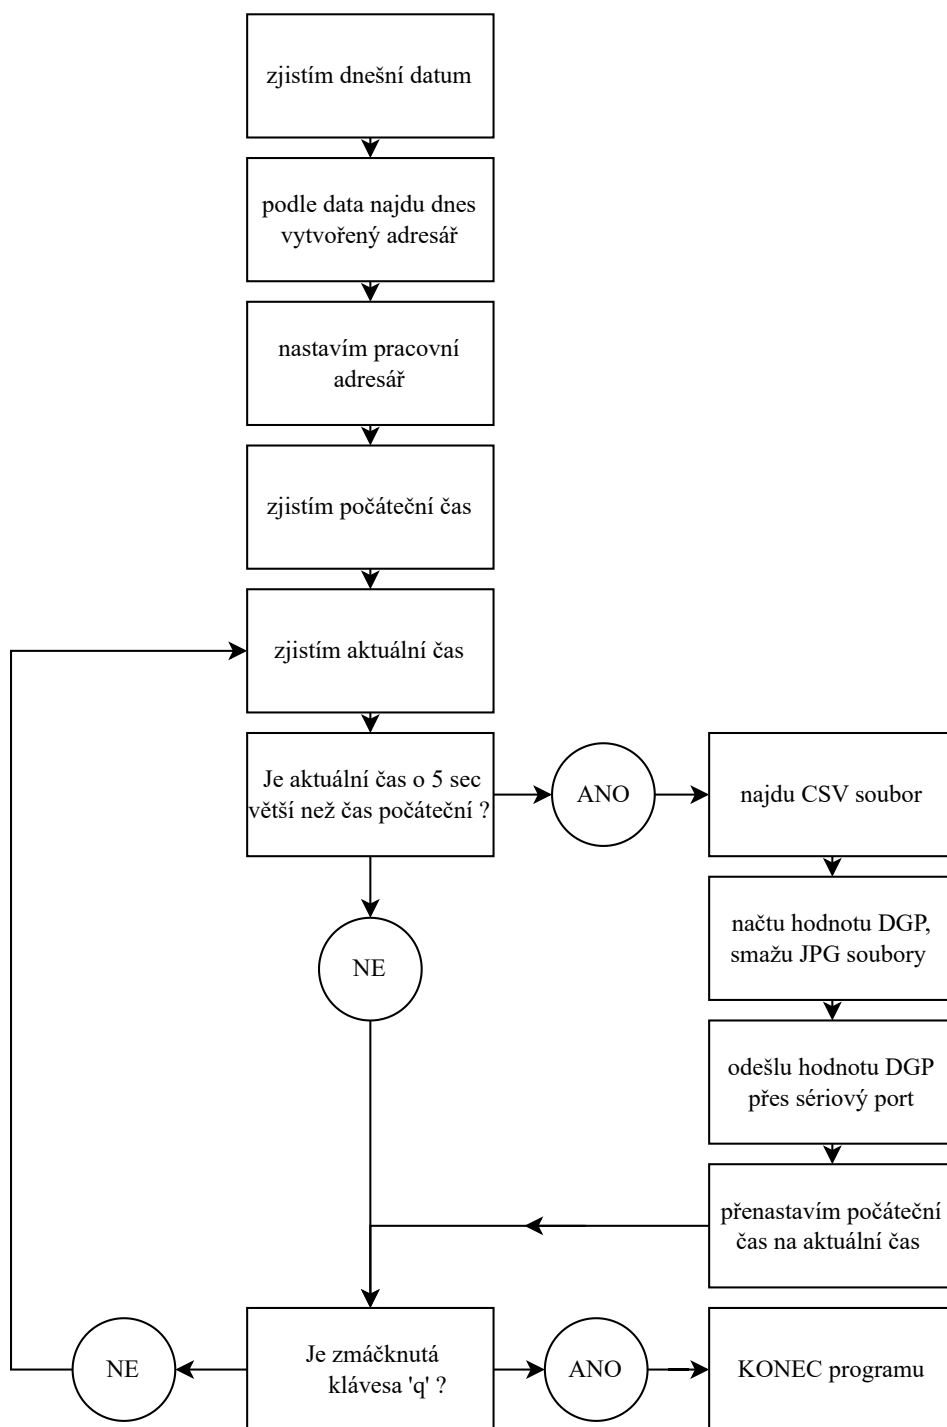 zjistím dnešní datum
podle data najdu dnes
vytvořený adresář
nastavím pracovní
adresář
zjistím počáteční čas
zjistím aktuální čas
Je aktuální čas o 5 sec
větší než čas počáteční ?
ANO
najdu CSV soubor
načtu hodnotu DGP,
smažu JPG soubory
NE
odešlu hodnotu DGP
přes sériový port
přenastavím počáteční
čas na aktuální čas
NE
Je zmáčknutá
klávesa 'q' ?
ANO
KONEC programu